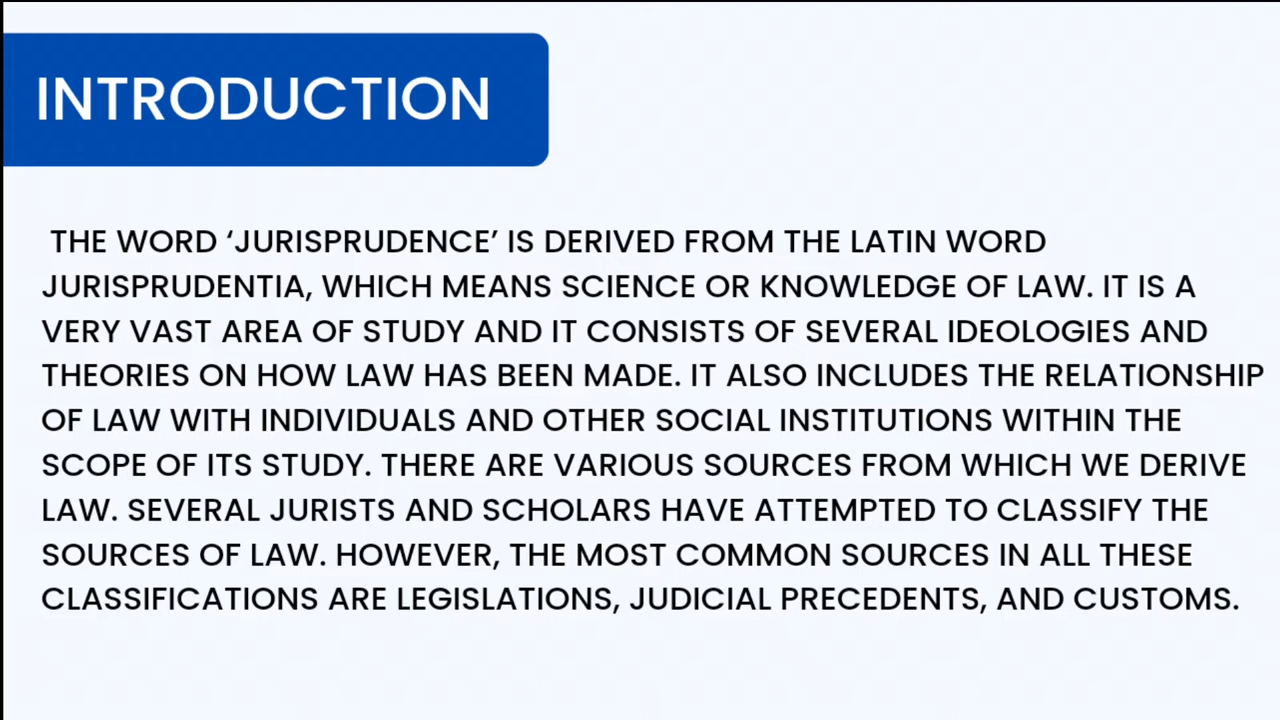 INTRODUCTION
THE WORD ‘JURISPRUDENCE’ IS DERIVED FROM THE LATIN WORD
JURISPRUDENTIA, WHICH MEANS SCIENCE OR KNOWLEDGE OF LAW. IT IS A
VERY VAST AREA OF STUDY AND IT CONSISTS OF SEVERAL IDEOLOGIES AND
THEORIES ON HOW LAW HAS BEEN MADE. IT ALSO INCLUDES THE RELATIONSHIP
OF LAW WITH INDIVIDUALS AND OTHER SOCIAL INSTITUTIONS WITHIN THE
SCOPE OF ITS STUDY. THERE ARE VARIOUS SOURCES FROM WHICH WE DERIVE
LAW. SEVERAL JURISTS AND SCHOLARS HAVE ATTEMPTED TO CLASSIFY THE
SOURCES OF LAW. HOWEVER, THE MOST COMMON SOURCES IN ALL THESE
CLASSIFICATIONS ARE LEGISLATIONS, JUDICIAL PRECEDENTS, AND CUSTOMS.